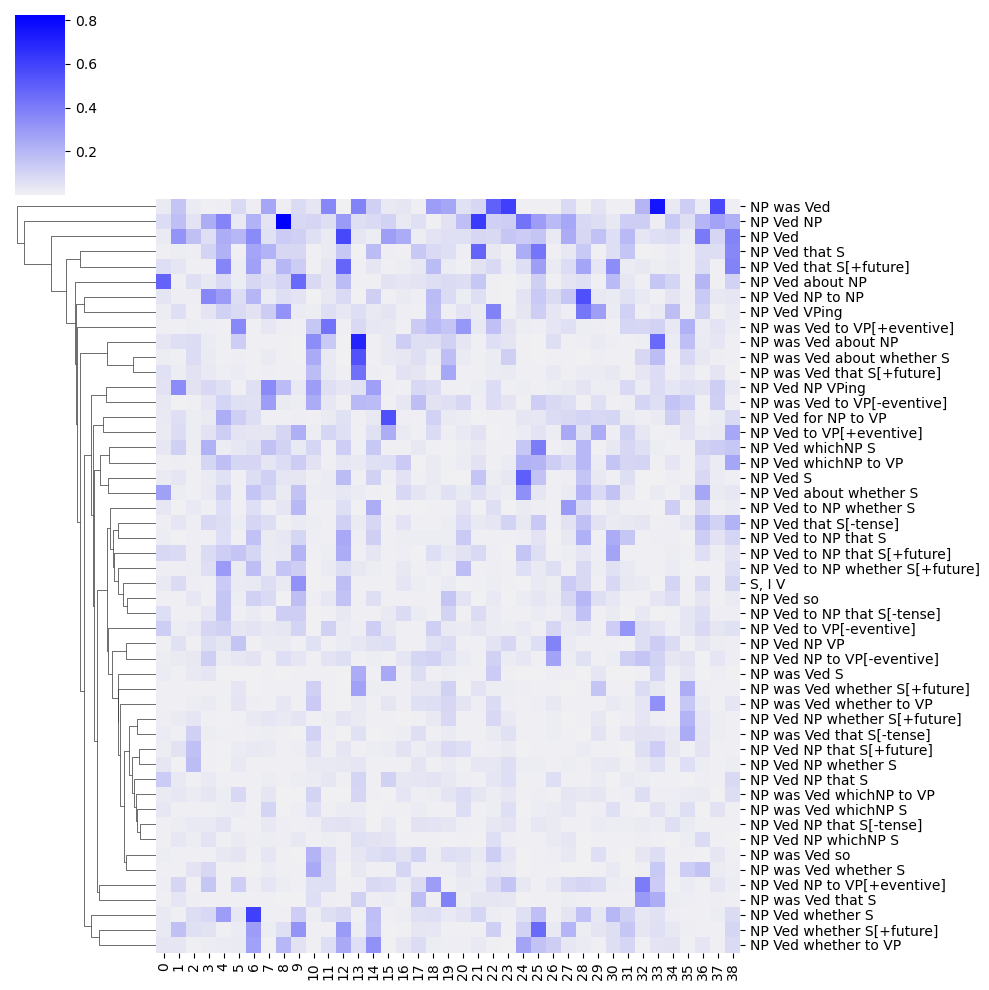 0.8
0.6
0.4
0.2
NP was Ved
NP Ved NP
NP Ved
NP Ved that S
NP Ved that S[+future]
NP Ved about NP
NP Ved NP to NP
NP Ved VPing
NP was Ved to VP[+eventive]
NP was Ved about NP
NP was Ved about whether S
NP was Ved that S[+future]
NP Ved NP VPing
NP was Ved to VP[-eventive]
NP Ved for NP to VP
NP Ved to VP[+eventive]
NP Ved whichNP S
NP Ved whichNP to VP
NP Ved S
NP Ved about whether S
NP Ved to NP whether S
NP Ved that S[-tense]
NP Ved to NP that S
NP Ved to NP that S[+future]
NP Ved to NP whether S[+future]
S, I V
NP Ved so
NP Ved to NP that S[-tense]
NP Ved to VP[-eventive]
NP Ved NP VP
NP Ved NP to VP[-eventive]
NP was Ved S
NP was Ved whether S[+future]
NP was Ved whether to VP
NP Ved NP whether S[+future]
NP was Ved that S[-tense]
NP Ved NP that S[+future]
NP Ved NP whether S
NP Ved NP that S
NP was Ved whichNP to VP
NP was Ved whichNP S
NP Ved NP that S[-tense]
NP Ved NP whichNP S
NP was Ved so
NP was Ved whether S
NP Ved NP to VP[+eventive]
NP was Ved that S
NP Ved whether S
NP Ved whether S[+future]
NP Ved whether to VP
0 1 2 3 4 5 6 7 8 9 10 11 12 13 14 15 16 17 18 19 20 21 22 23 24 25 26 27 28 29 30 31 32 33 34 35 36 37 38